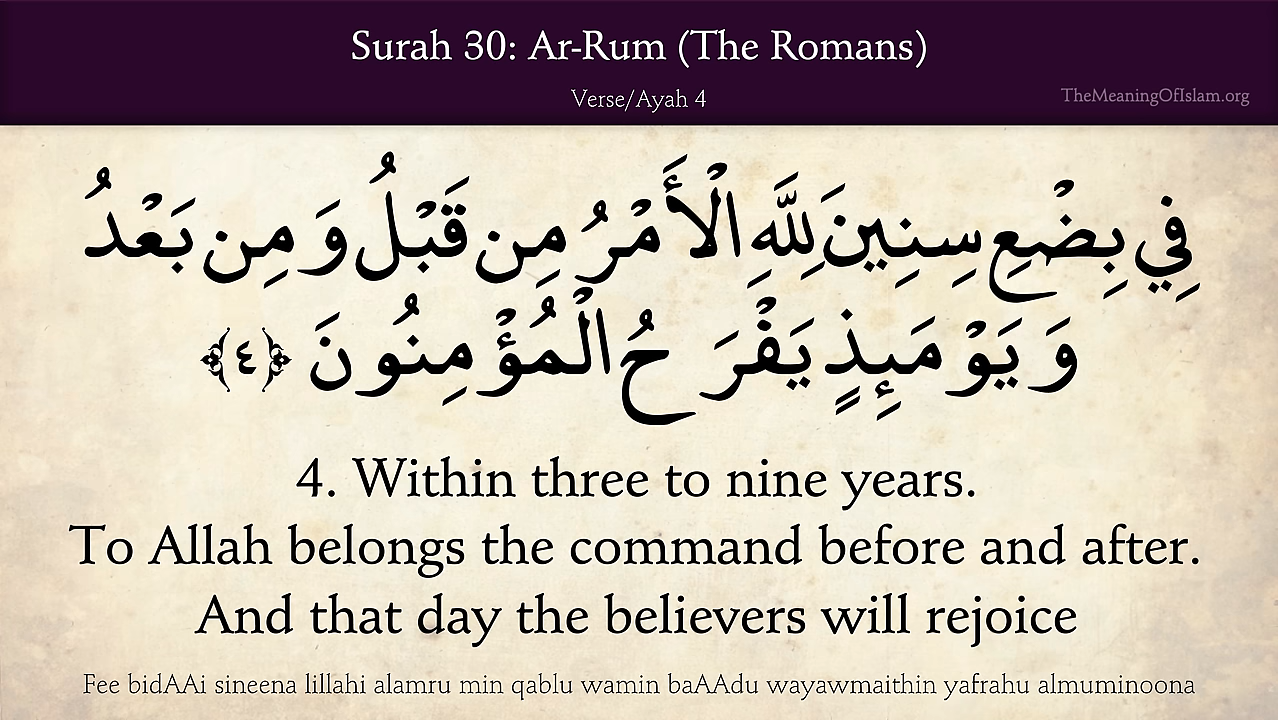 Surah 30: Ar-Rum (The Romans)
Verse/Ayah 4
TheMeaningOfIslam.org
فِي بِضْعِ سِنِينَ لِلَّهِ الْأَمْرُ مِن قَبْلُ وَمِن بَعْدُ
وَيَوْمَئِذٍ يَفْرَحُ الْمُؤْمِنُونَ ﴿٤﴾
4. Within three to nine years.
To Allah belongs the command before and after.
And that day the believers will rejoice
Fee bidAAi sineena lillahi alamru min qablu wamin baAAdu wayawmaithin yafrahu almuminoona